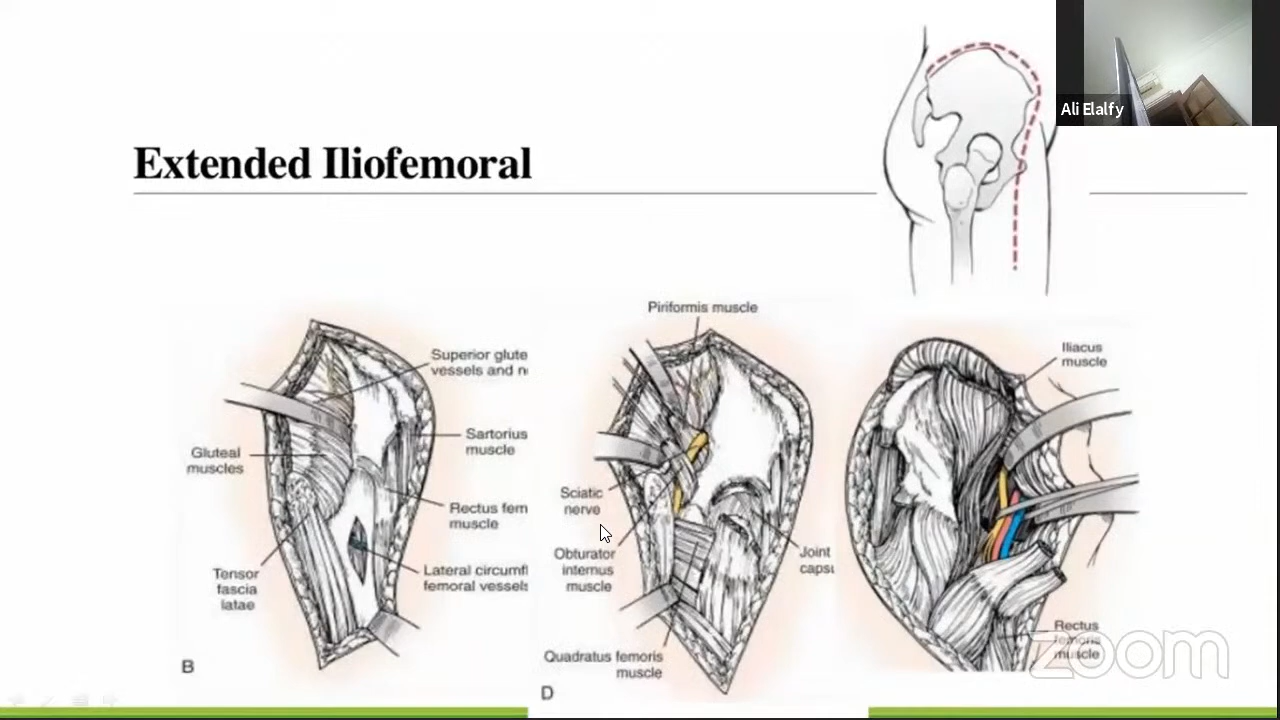 Ali Elalfy
Extended Iliofemoral
Superior glute
vessels and n
Sartorius
muscle
Gluteal
muscles
Rectus fem
muscle
Lateral circumfl
femoral vessels
Tensor
fascia
latae
B
Piriformis muscle
Sciatic
nerve
Obturator
internus
muscle
Joint
capsu
Quadratus femoris
muscle
D
Iliacus
muscle
Rectus
femoris
muscle
zoom